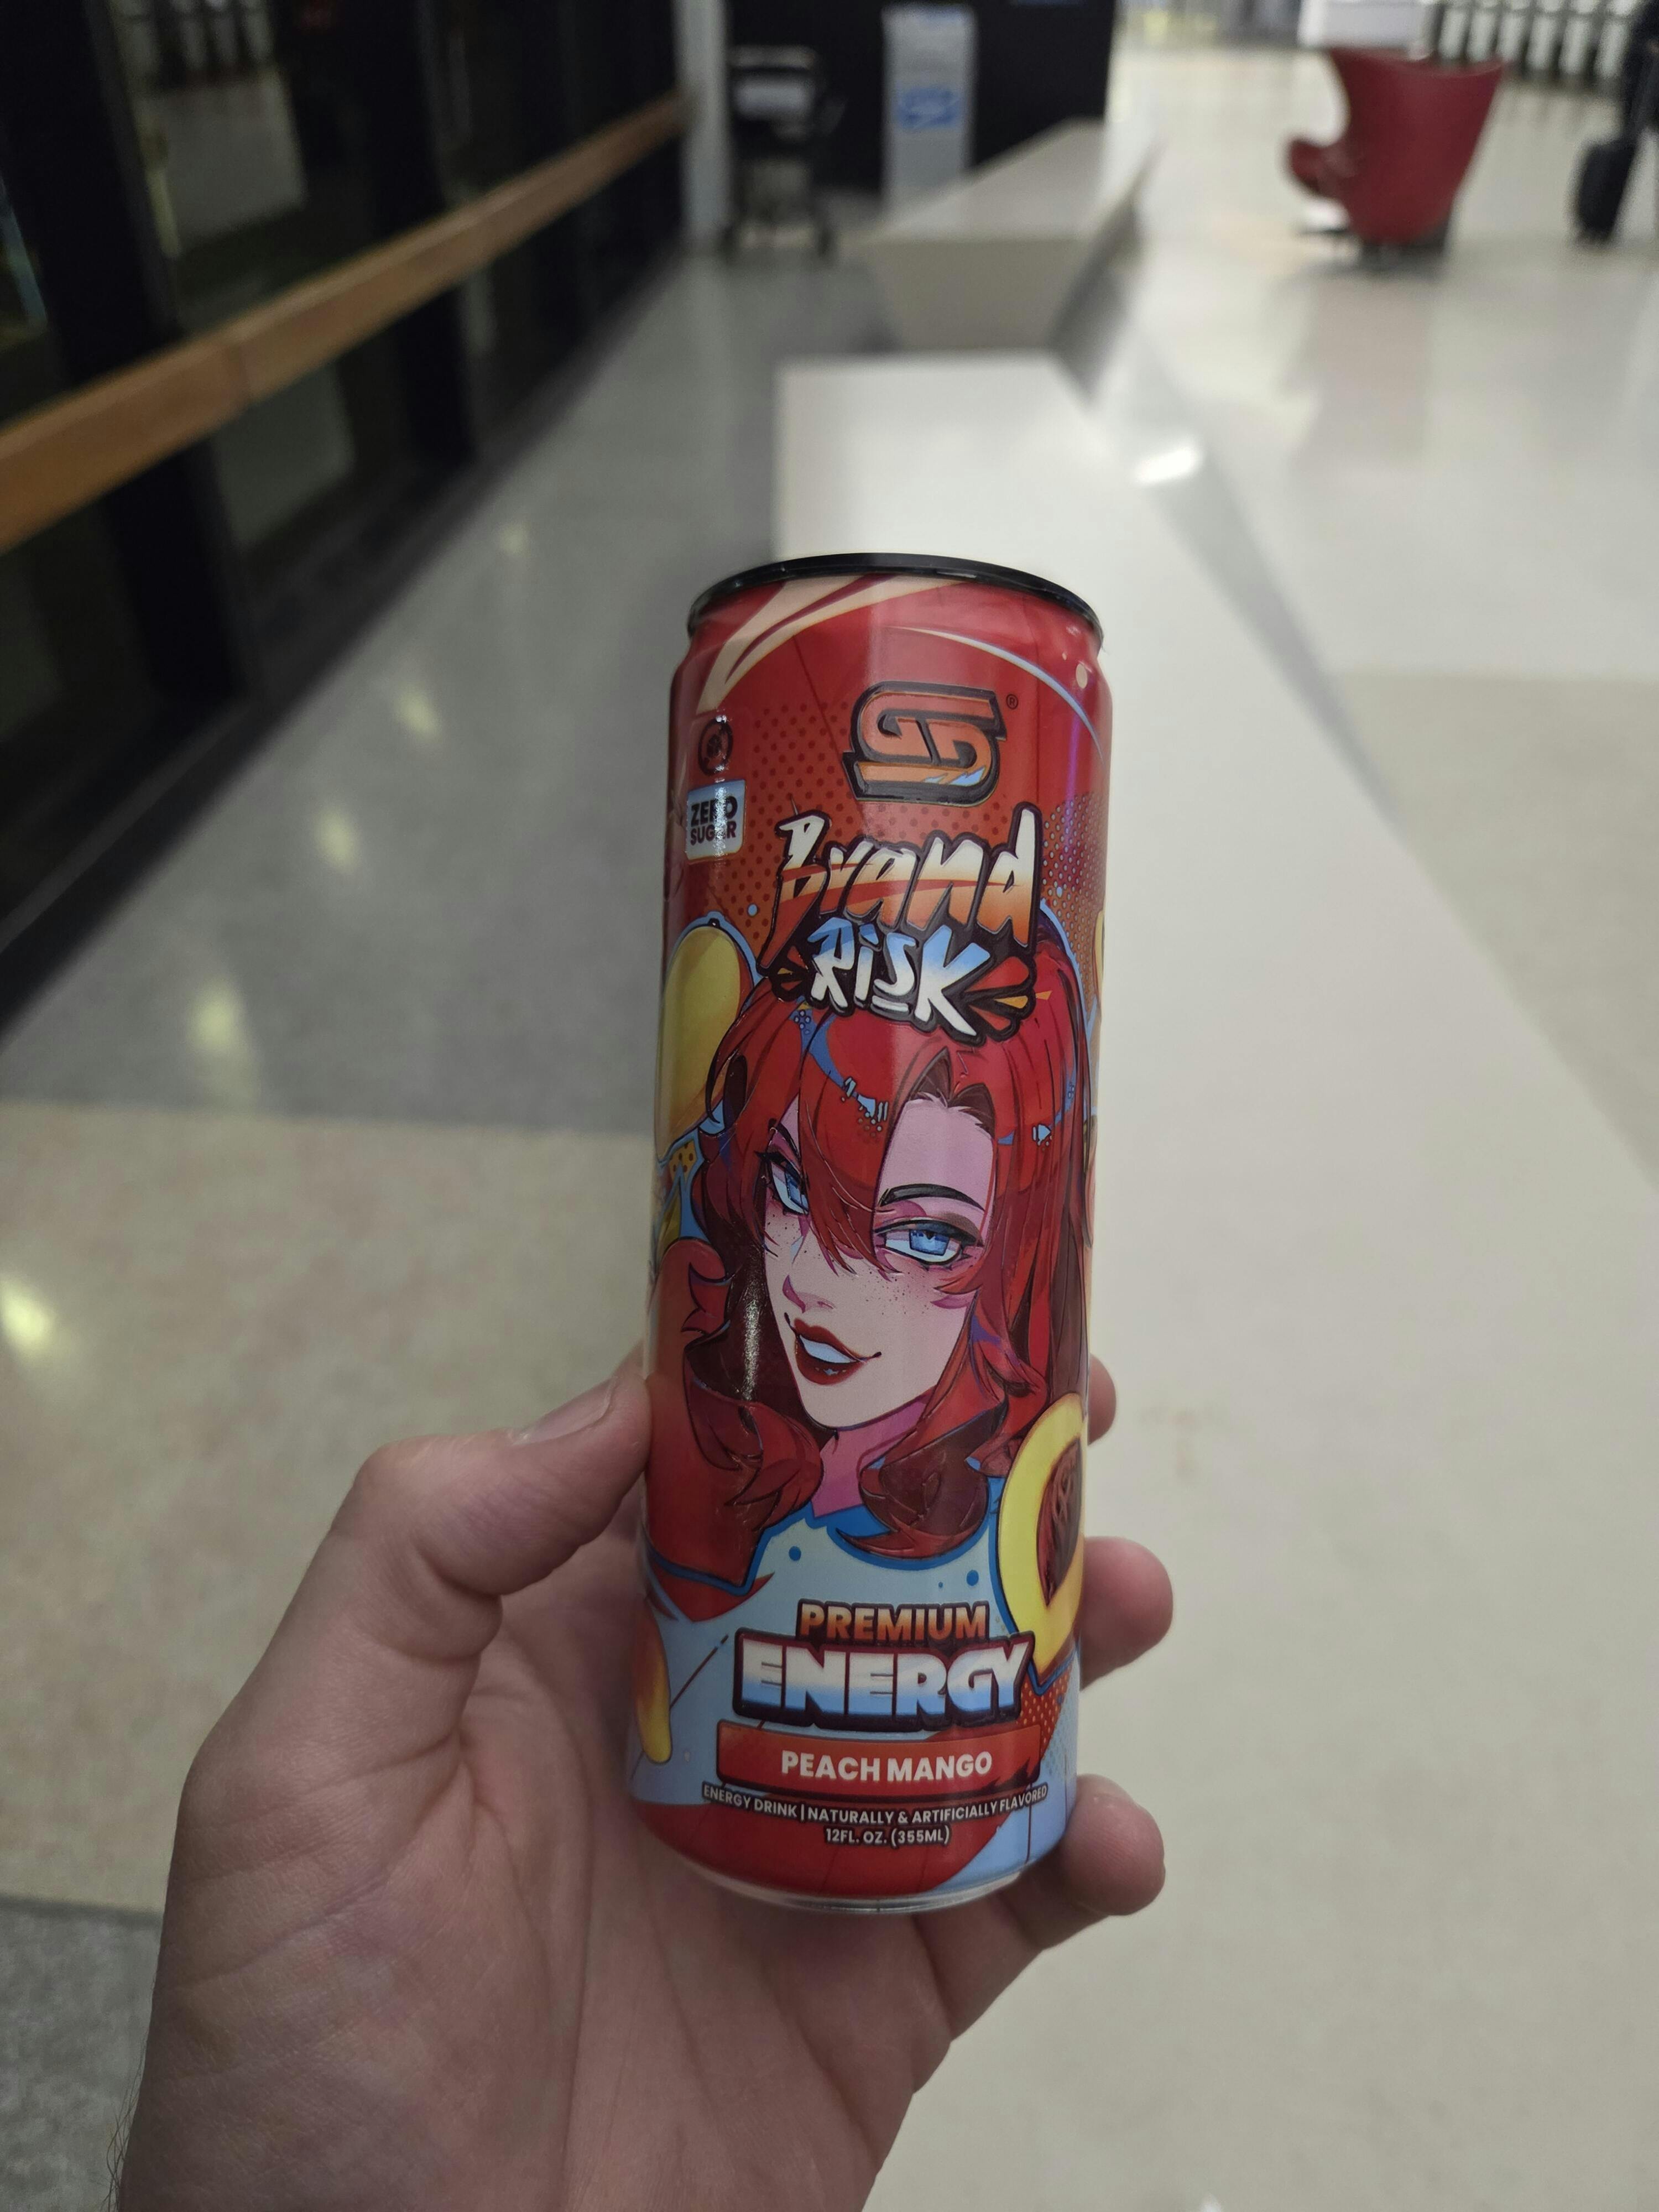 ZERO
SUGAR
Brand
Risk
PREMIUM
ENERGY
PEACH MANGO
ENERGY DRINK | NATURALLY & ARTIFICIALLY FLAVORED
12FL. OZ. (355ML)